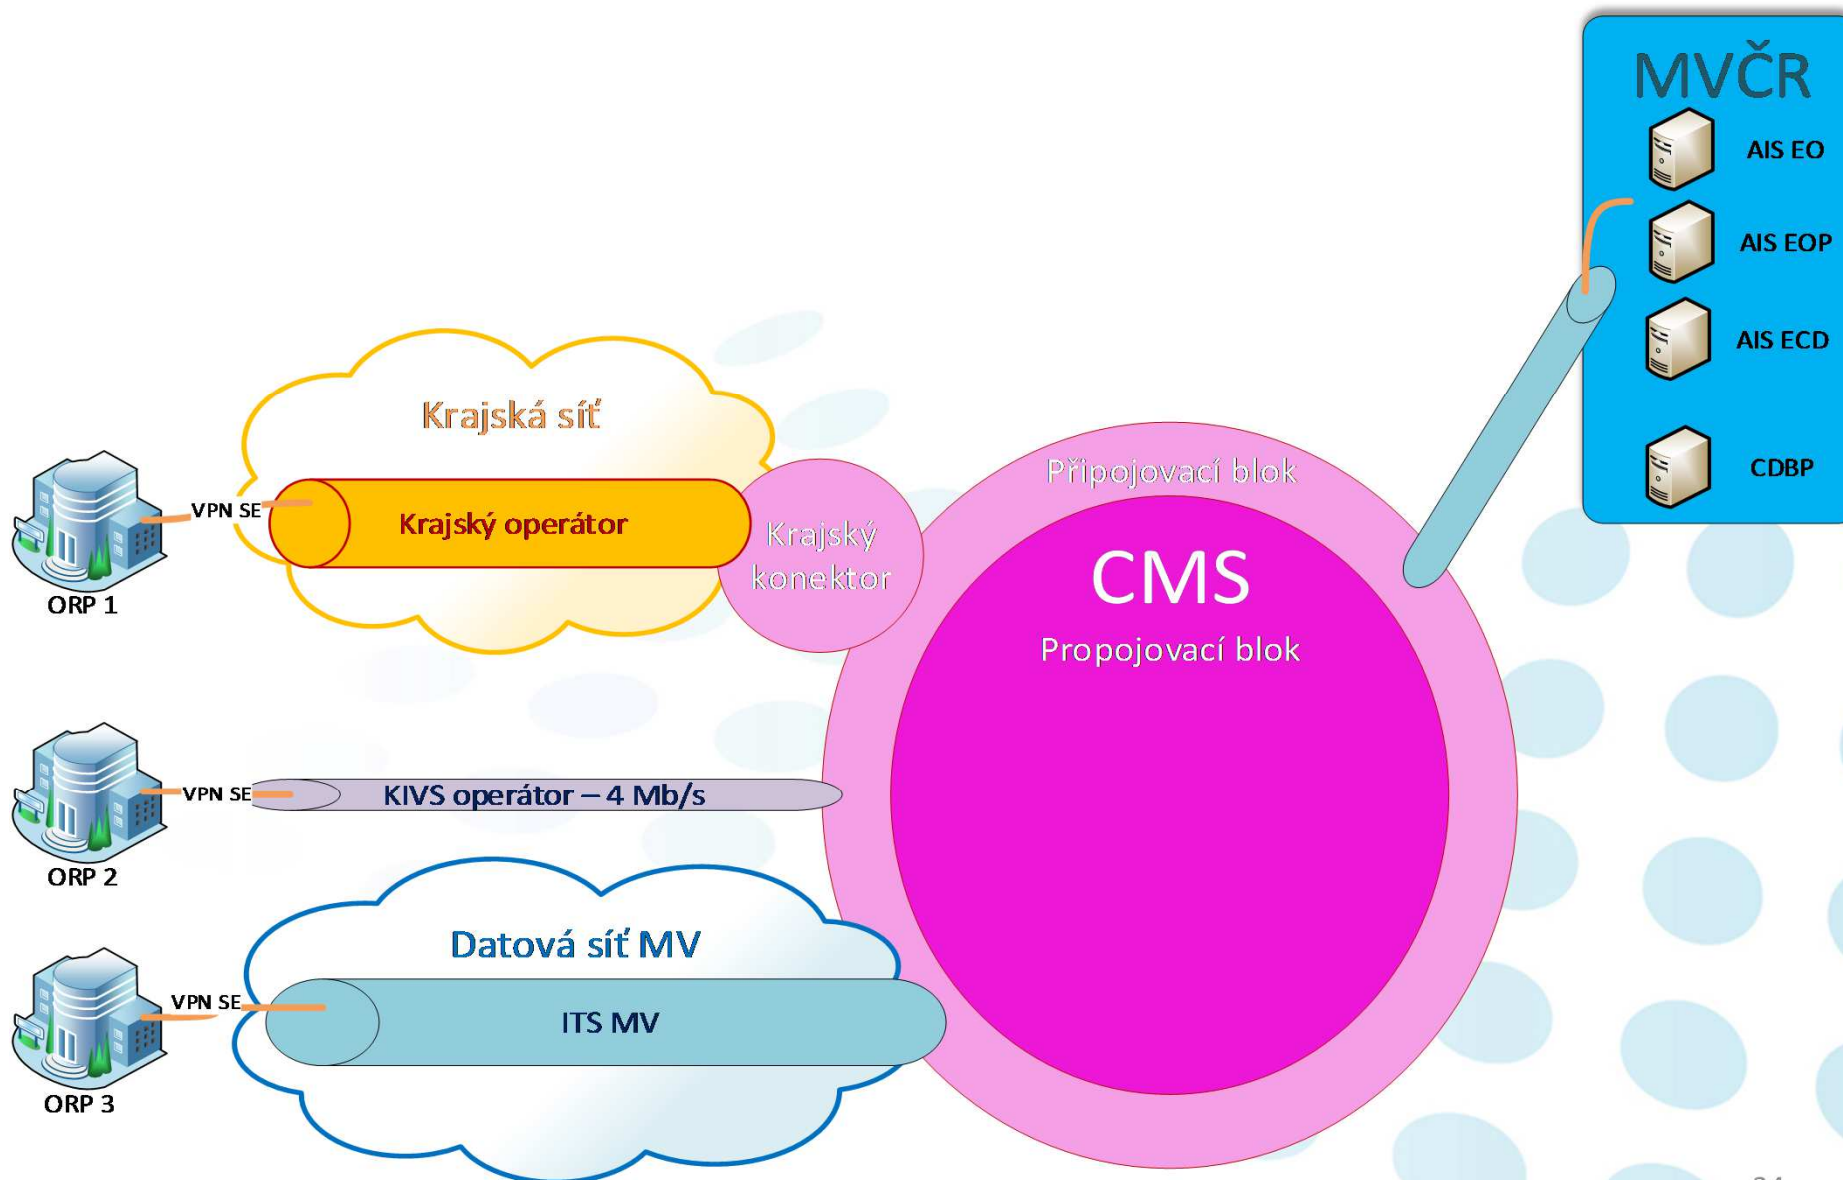 MVČR
AIS EO
AIS EOP
AIS ECD
CDBP
Krajská síť
Připojovací blok
VPN SE
Krajský operátor
Krajský
konektor
ORP 1
CMS
Propojovací blok
VPN SE
KIVS operátor – 4 Mb/s
ORP 2
Datová síť MV
VPN SE
ITS MV
ORP 3